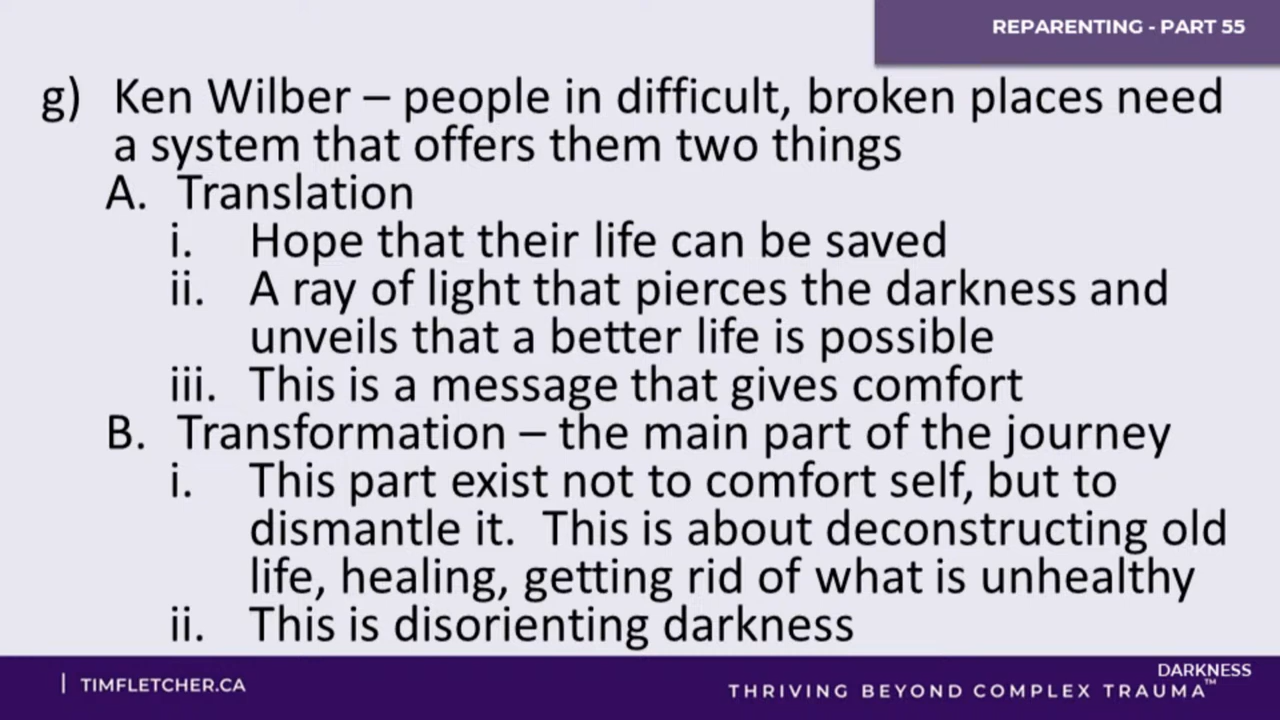 REPARENTING - PART 55
g) Ken Wilber – people in difficult, broken places need
a system that offers them two things
A. Translation
i. Hope that their life can be saved
ii. A ray of light that pierces the darkness and
unveils that a better life is possible
iii. This is a message that gives comfort
B. Transformation – the main part of the journey
i. This part exist not to comfort self, but to
dismantle it. This is about deconstructing old
life, healing, getting rid of what is unhealthy
ii. This is disorienting darkness
| TIMFLETCHER.CA
DARKNESS
THRIVING BEYOND COMPLEX TRAUMA™